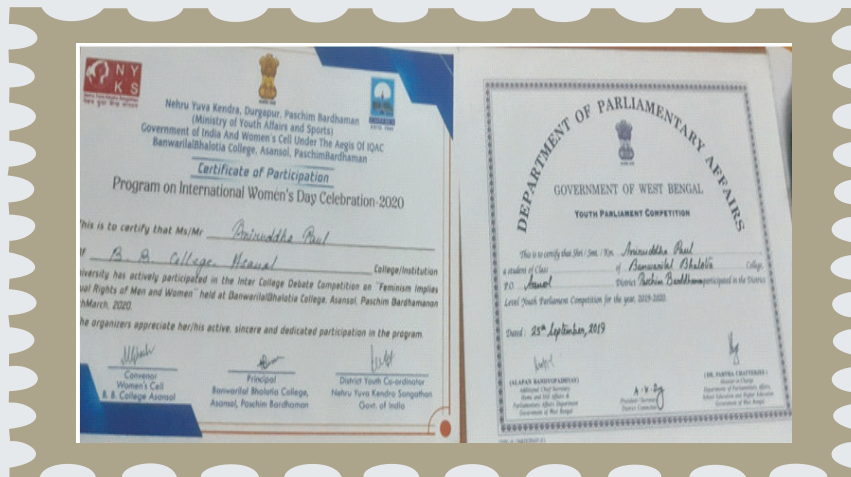 N Y
K S
Nehru Yuva Kendra, Durgapur, Paschim Bardhaman
(Ministry of Youth Affairs and Sports)
Government of India And Women's Cell Under The Aegis Of IQAC
BanwarilalBhalotia College, Asansol, PaschimBardhaman
Certificate of Participation
Program on International Women's Day Celebration-2020
his is to certify that Ms/Mr Aniruddha Paul
B. B. College
College/Institution
iversity has actively participated in the Inter College Debate Competition on "Feminism Implies
ual Rights of Men and Women" held at BanwarilalBhalotia College, Asansol, Paschim Bardhamanon
hMarch, 2020.
he organizers appreciate her/his active, sincere and dedicated participation in the program.
Convenor
Women's Cell
B. B. College Asansol
Principal
Banwarilal Bhalotia College,
Asansol, Paschim Bardhaman
District Youth Co-ordinator
Nehru Yuva Kendra Sangathan
Govt. of India
DEPARTMENT OF PARLIAMENTARY AFFAIRS
GOVERNMENT OF WEST BENGAL
YOUTH PARLIAMENT COMPETITION
This is to certify that Shri / Smt. / Km. Aniruddha Paul
a student of Class of Banwarilal Bhalotia College,
P.O. District Paschim Bardhaman participated in the District
Level Youth Parliament Competition for the year, 2019-2020.
Dated : 25th September, 2019
(ALAPAN BANDYOPADHYAY)
Additional Chief Secretary
Home and Hill Affairs &
Parliamentary Affairs Department
Government of West Bengal
President / Secretary
District Committee
(DR. PARTHA CHATTERJEE)
Minister-in-Charge
Department of Parliamentary Affairs,
School Education and Higher Education
Government of West Bengal